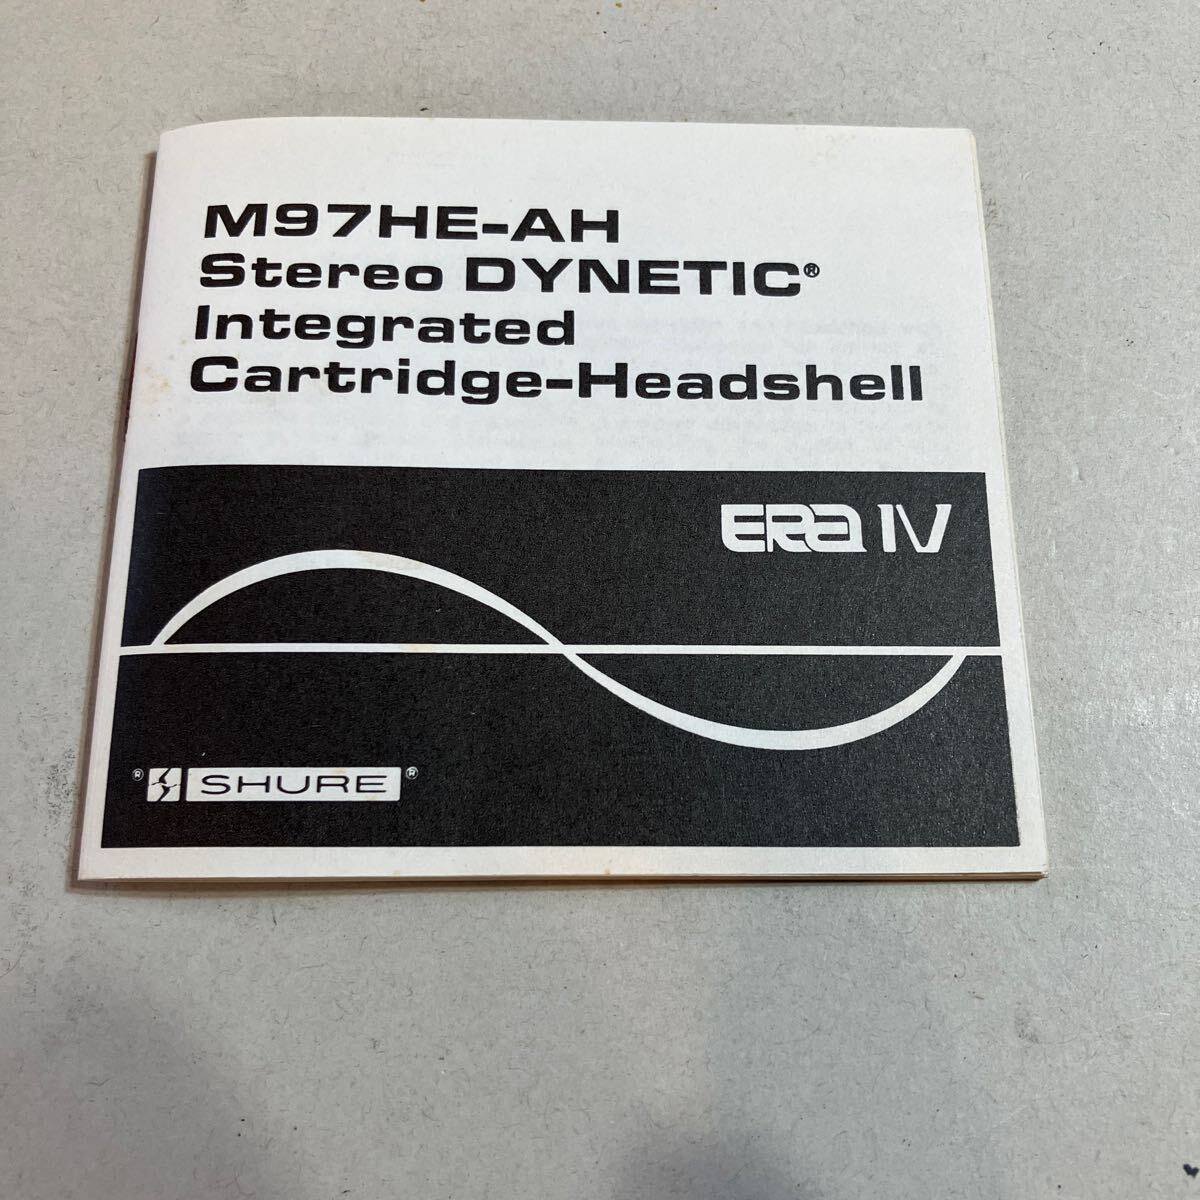 M97HE-AH
Stereo DYNETIC®
Integrated
Cartridge-Headshell
ERA IV
® SHURE ®